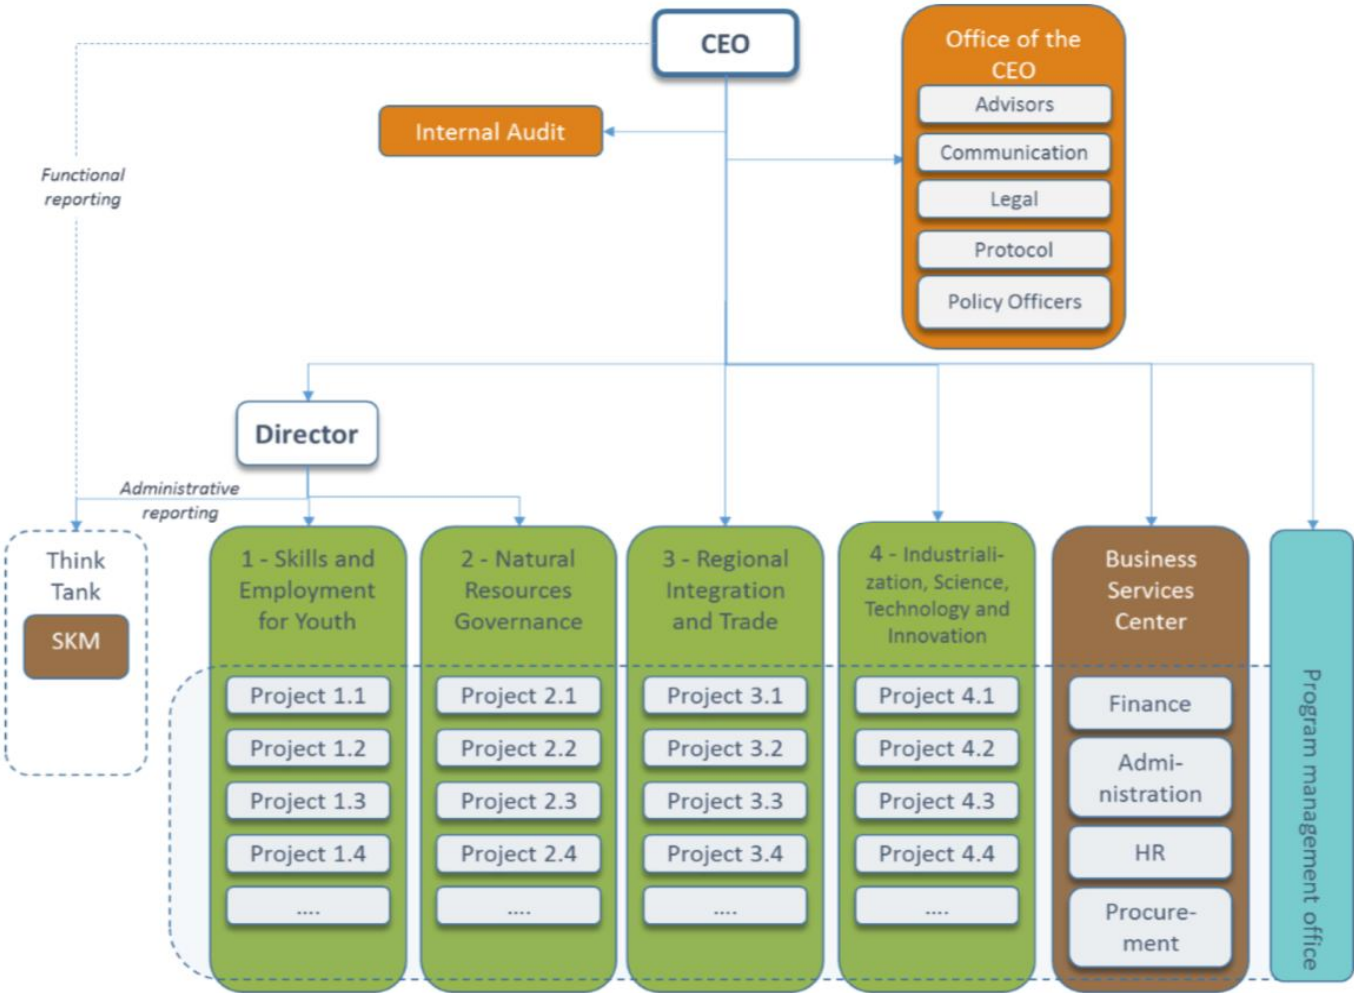 CEO
Office of the
CEO
Advisors
Communication
Legal
Protocol
Policy Officers
Internal Audit
Functional
reporting
Director
Administrative
reporting
Think
Tank
SKM
1 - Skills and
Employment
for Youth
Project 1.1
Project 1.2
Project 1.3
Project 1.4
....
2 - Natural
Resources
Governance
Project 2.1
Project 2.2
Project 2.3
Project 2.4
....
3 - Regional
Integration
and Trade
Project 3.1
Project 3.2
Project 3.3
Project 3.4
....
4 - Industriali-
zation, Science,
Technology and
Innovation
Project 4.1
Project 4.2
Project 4.3
Project 4.4
....
Business
Services
Center
Finance
Admi-
nistration
HR
Procure-
ment
Program management office